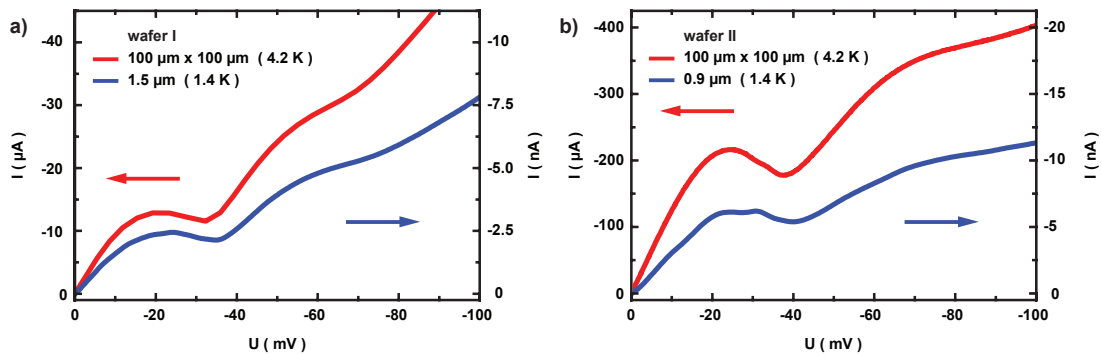 a)
wafer I
100 µm x 100 µm ( 4.2 K )
1.5 µm ( 1.4 K )
I ( µA )
-40
-30
-20
-10
0
-10
-7.5
-5.0
-2.5
0
I ( nA )
0 -20 -40 -60 -80 -100
U ( mV )
b)
wafer II
100 µm x 100 µm ( 4.2 K )
0.9 µm ( 1.4 K )
I ( µA )
-400
-300
-200
-100
0
-20
-15
-10
-5
0
I ( nA )
0 -20 -40 -60 -80 -100
U ( mV )